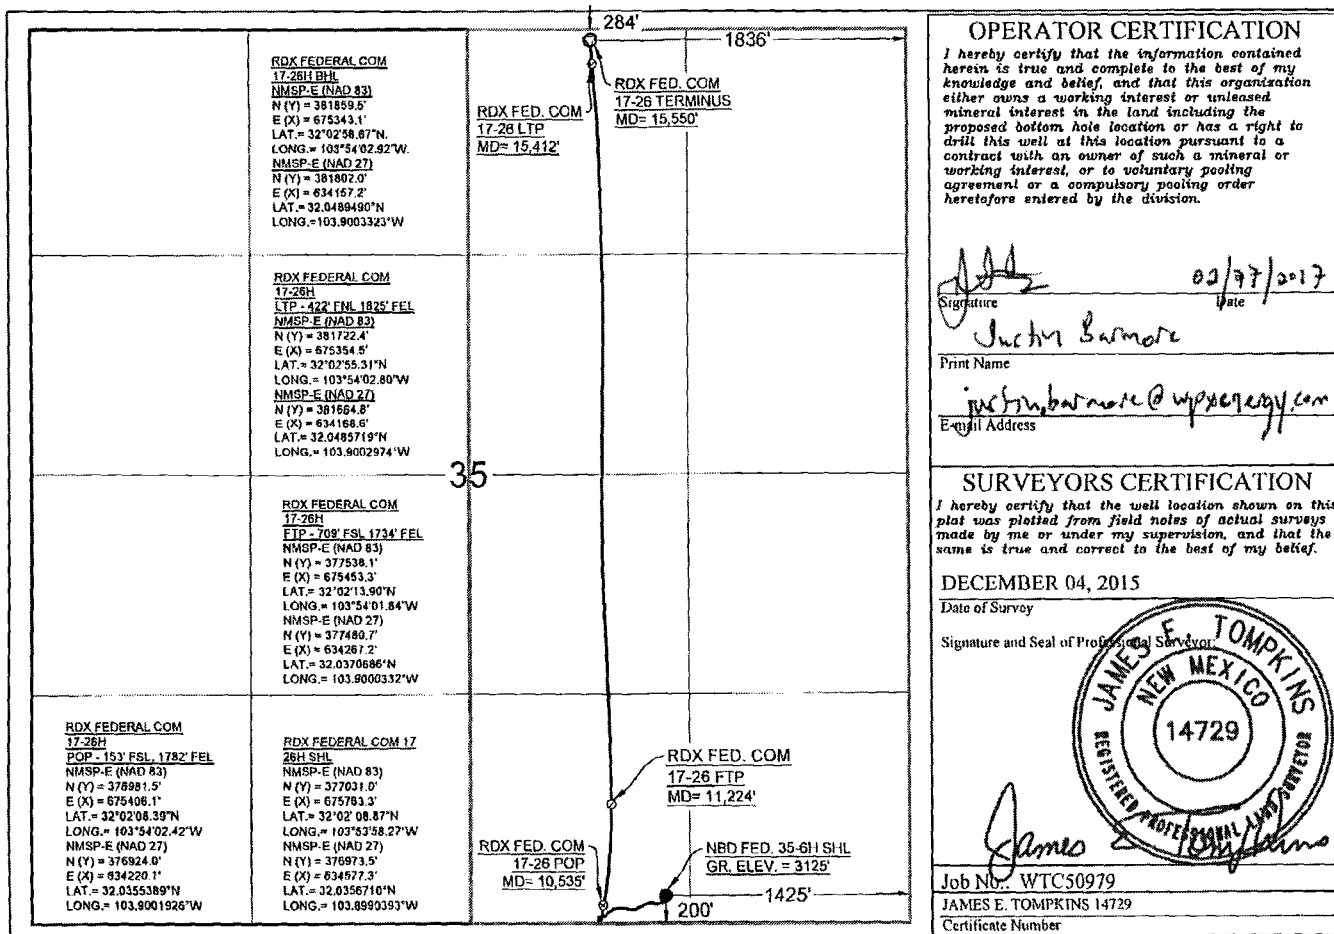 284'
1836'
RDX FEDERAL COM
17-26H BHL
NMSP-E (NAD 83)
N (Y) = 381859.5'
E (X) = 675343.1'
LAT.= 32°02'56.67"N.
LONG.= 103°54'02.92"W.
NMSP-E (NAD 27)
N (Y) = 381802.0'
E (X) = 634157.2'
LAT.= 32.0489490°N
LONG.=103.9003323°W
RDX FED. COM
17-26 LTP
MD= 15,412'
RDX FED. COM
17-26 TERMINUS
MD= 15,550'
RDX FEDERAL COM
17-26H
LTP - 422' FNL 1825' FEL
NMSP-E (NAD 83)
N (Y) = 381722.4'
E (X) = 675354.5'
LAT.= 32°02'55.31"N
LONG.= 103°54'02.80"W
NMSP-E (NAD 27)
N (Y) = 381664.8'
E (X) = 634168.6'
LAT.= 32.0485719°N
LONG.= 103.9002974°W
35
RDX FEDERAL COM
17-26H
FTP - 709' FSL 1734' FEL
NMSP-E (NAD 83)
N (Y) = 377538.1'
E (X) = 675453.3'
LAT.= 32°02'13.90"N
LONG.= 103°54'01.84"W
NMSP-E (NAD 27)
N (Y) = 377480.7'
E (X) = 634267.2'
LAT.= 32.0370686°N
LONG.= 103.9000332°W
RDX FEDERAL COM
17-26H
POP - 153' FSL, 1782' FEL
NMSP-E (NAD 83)
N (Y) = 376981.5'
E (X) = 675406.1'
LAT.= 32°02'08.39"N
LONG.= 103°54'02.42"W
NMSP-E (NAD 27)
N (Y) = 376924.0'
E (X) = 634220.1'
LAT.= 32.0355389°N
LONG.= 103.9001926°W
RDX FEDERAL COM 17
26H SHL
NMSP-E (NAD 83)
N (Y) = 377031.0'
E (X) = 675763.3'
LAT.= 32°02' 08.87"N
LONG.= 103°53'58.27"W
NMSP-E (NAD 27)
N (Y) = 376973.5'
E (X) = 634577.3'
LAT.= 32.0356710°N
LONG.= 103.8990393°W
RDX FED. COM
17-26 FTP
MD= 11,224'
RDX FED. COM
17-26 POP
MD= 10,535'
NBD FED. 35-6H SHL
GR. ELEV. = 3125'
1425'
200'
OPERATOR CERTIFICATION
I hereby certify that the information contained
herein is true and complete to the best of my
knowledge and belief, and that this organization
either owns a working interest or unleased
mineral interest in the land including the
proposed bottom hole location or has a right to
drill this well at this location pursuant to a
contract with an owner of such a mineral or
working interest, or to voluntary pooling
agreement or a compulsory pooling order
heretofore entered by the division.
Signature
Date
Justin Barmore
Print Name
justin.barmore@wpxenergy.com
E-mail Address
SURVEYORS CERTIFICATION
I hereby certify that the well location shown on this
plat was plotted from field notes of actual surveys
made by me or under my supervision, and that the
same is true and correct to the best of my belief.
DECEMBER 04, 2015
Date of Survey
Signature and Seal of Professional Surveyor:
JAMES E. TOMPKINS
NEW MEXICO
14729
REGISTERED PROFESSIONAL LAND SURVEYOR
James E Tompkins
Job No.: WTC50979
JAMES E. TOMPKINS 14729
Certificate Number